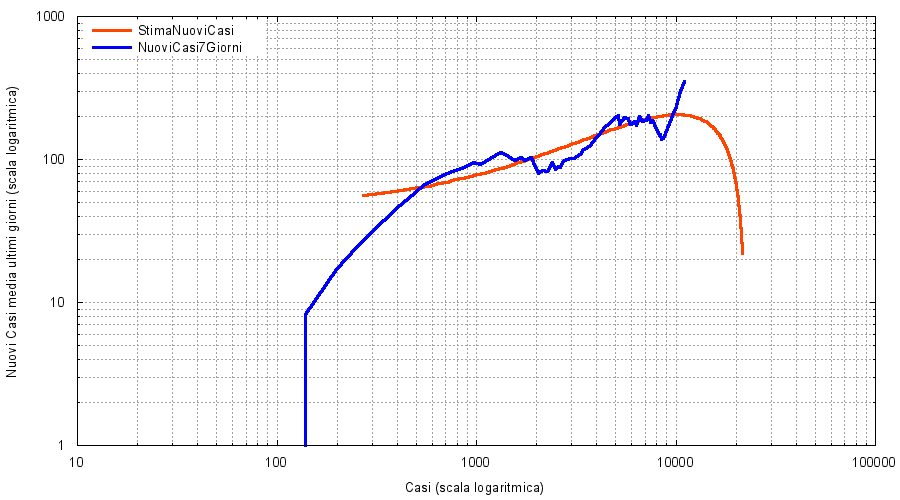 1000
StimaNuoviCasi
NuoviCasi7Giorni
100
10
1
10
100
1000
10000
100000
Nuovi Casi media ultimi giorni (scala logaritmica)
Casi (scala logaritmica)